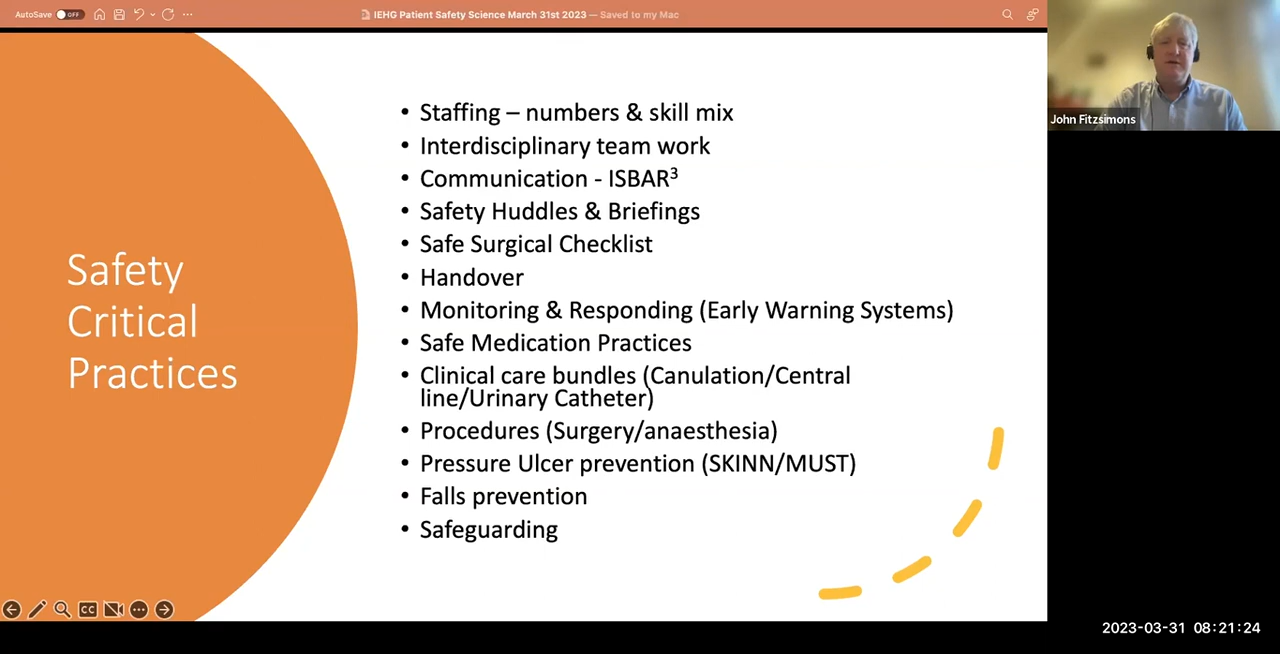 AutoSave OFF
IEHG Patient Safety Science March 31st 2023 — Saved to my Mac
John Fitzsimons
Safety
Critical
Practices
• Staffing – numbers & skill mix
• Interdisciplinary team work
• Communication - ISBAR³
• Safety Huddles & Briefings
• Safe Surgical Checklist
• Handover
• Monitoring & Responding (Early Warning Systems)
• Safe Medication Practices
• Clinical care bundles (Canulation/Central
line/Urinary Catheter)
• Procedures (Surgery/anaesthesia)
• Pressure Ulcer prevention (SKINN/MUST)
• Falls prevention
• Safeguarding
CC
2023-03-31 08:21:24